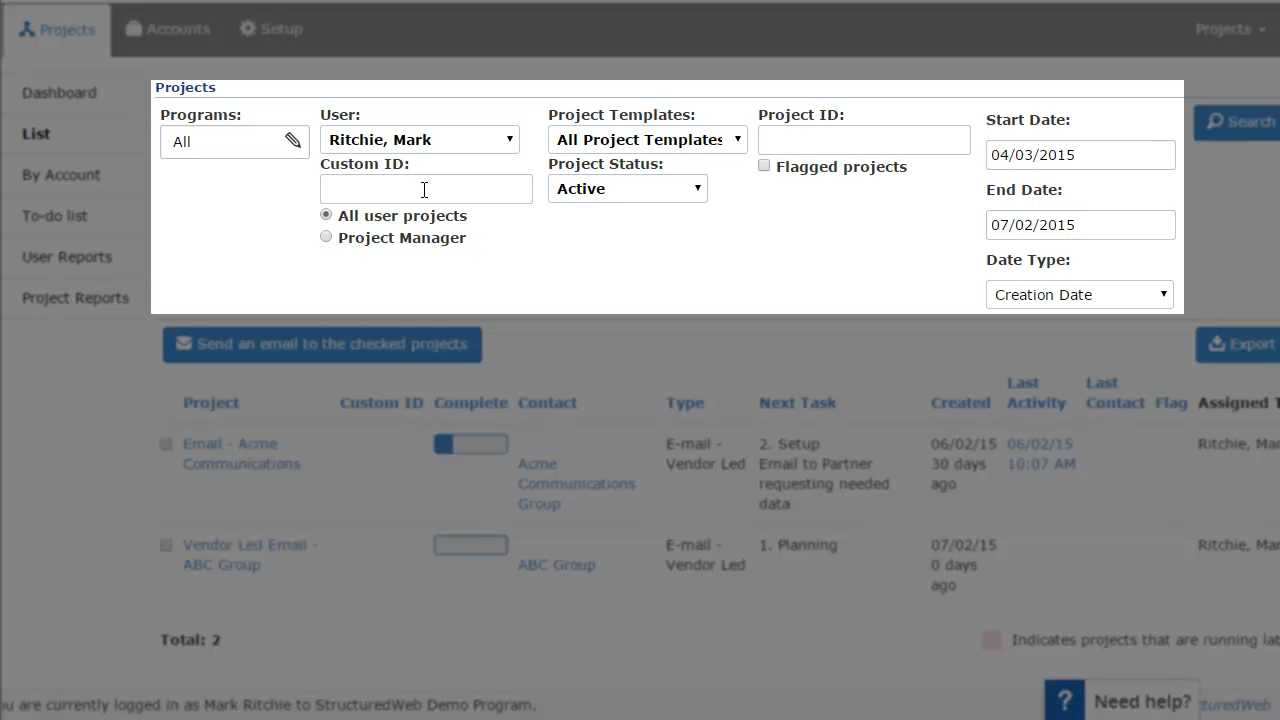 Projects Accounts Setup Projects
Dashboard
List
By Account
To-do list
User Reports
Project Reports
Projects
Programs: User: Project Templates: Project ID: Start Date:
All Ritchie, Mark All Project Templates 04/03/2015
Custom ID: Project Status: Flagged projects End Date:
Active 07/02/2015
All user projects
Project Manager
Date Type:
Creation Date
Search
Send an email to the checked projects Export
Project Custom ID Complete Contact Type Next Task Created Last Activity Last Contact Flag Assigned
Email - Acme E-mail - 2. Setup 06/02/15 06/02/15 Ritchie,
Communications Acme Vendor Led Email to Partner 30 days 10:07 AM
Communications requesting needed ago
Group data
Vendor Led Email - E-mail - 1. Planning 07/02/15 Ritchie,
ABC Group ABC Group Vendor Led 0 days
ago
Total: 2 Indicates projects that are running
are currently logged in as Mark Ritchie to StructuredWeb Demo Program.
? Need help?